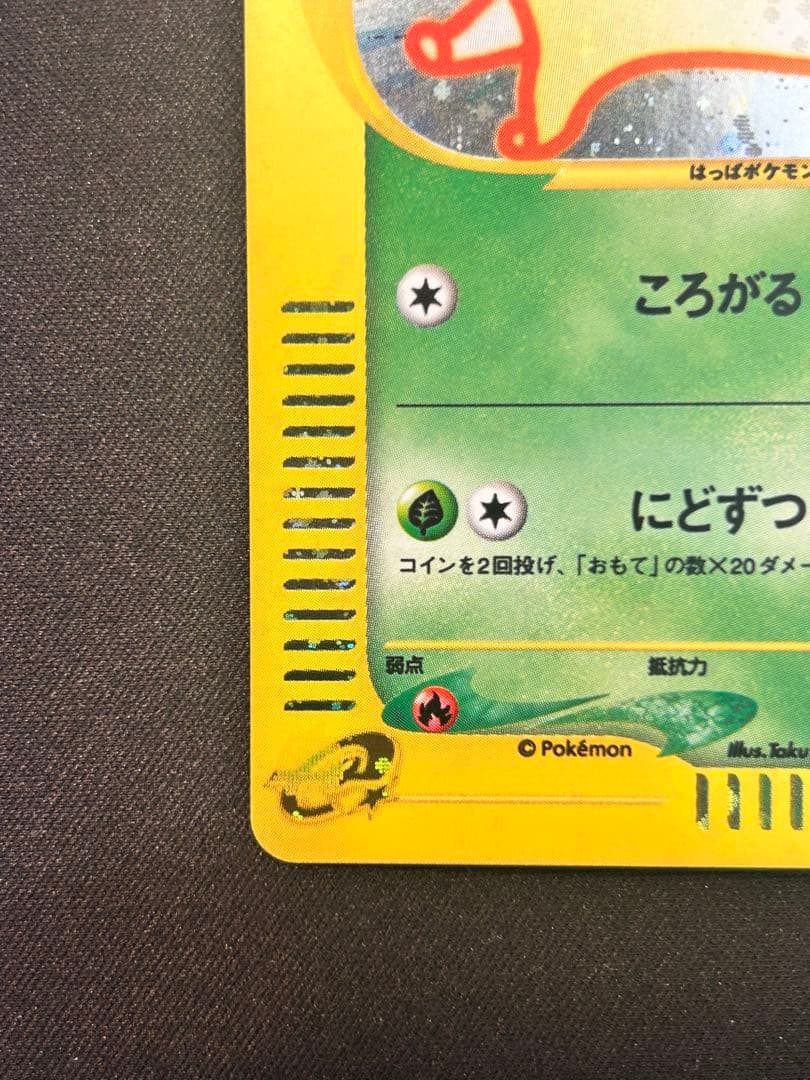 はっぱポケモン
ころがる
にどずつ
コインを2回投げ、「おもて」の数×20ダメー
弱点 抵抗力
© Pokémon Illus. Taku